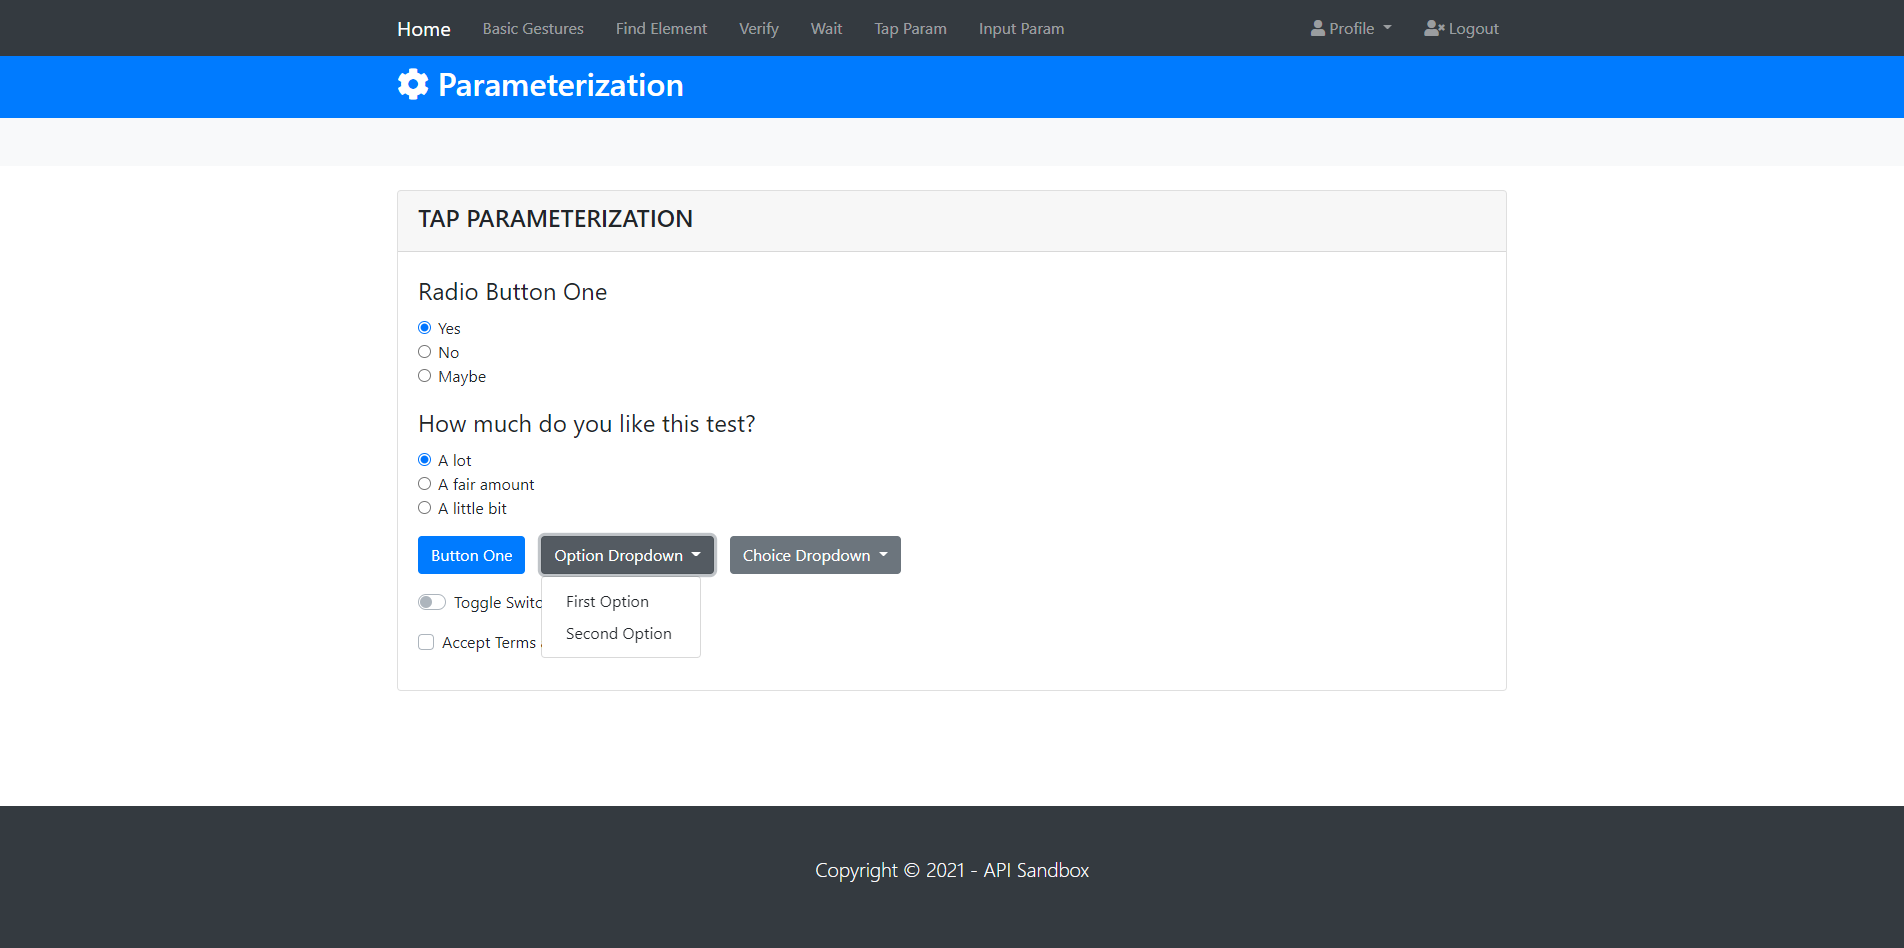 Home Basic Gestures Find Element Verify Wait Tap Param Input Param Profile Logout
Parameterization
TAP PARAMETERIZATION
Radio Button One
Yes
No
Maybe
How much do you like this test?
A lot
A fair amount
A little bit
Button One Option Dropdown Choice Dropdown
Toggle Switc
First Option
Second Option
Accept Terms
Copyright © 2021 - API Sandbox